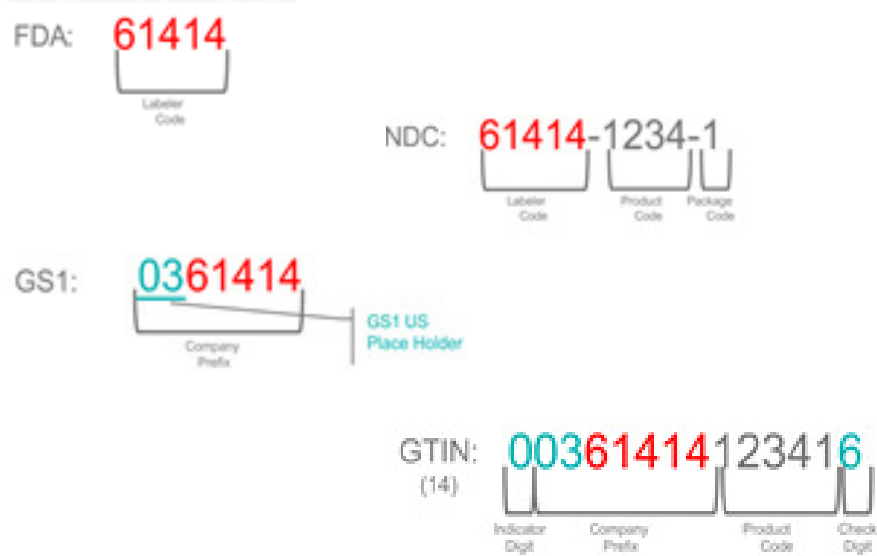 FDA: 61414
Labeler
Code
NDC: 61414-1234-1
Labeler
Code
Product
Code
Package
Code
GS1: 0361414
GS1 US
Place Holder
Company
Prefix
GTIN: 00361414123416
(14)
Indicator
Digit
Company
Prefix
Product
Code
Check
Digit